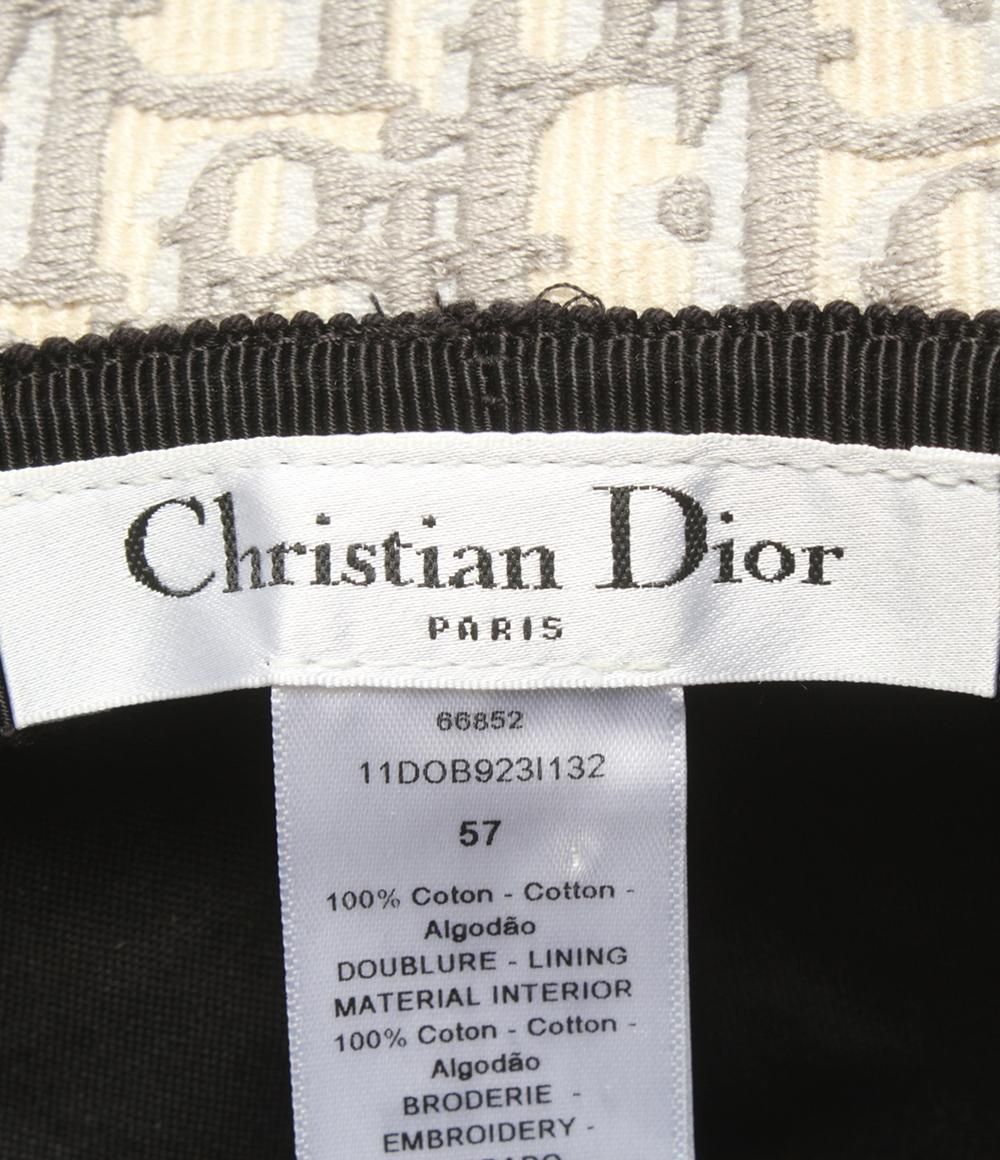 Christian Dior
PARIS
66852
11DOB923I132
57
100% Coton - Cotton -
Algodão
DOUBLURE - LINING
MATERIAL INTERIOR
100% Coton - Cotton -
Algodão
BRODERIE -
EMBROIDERY -